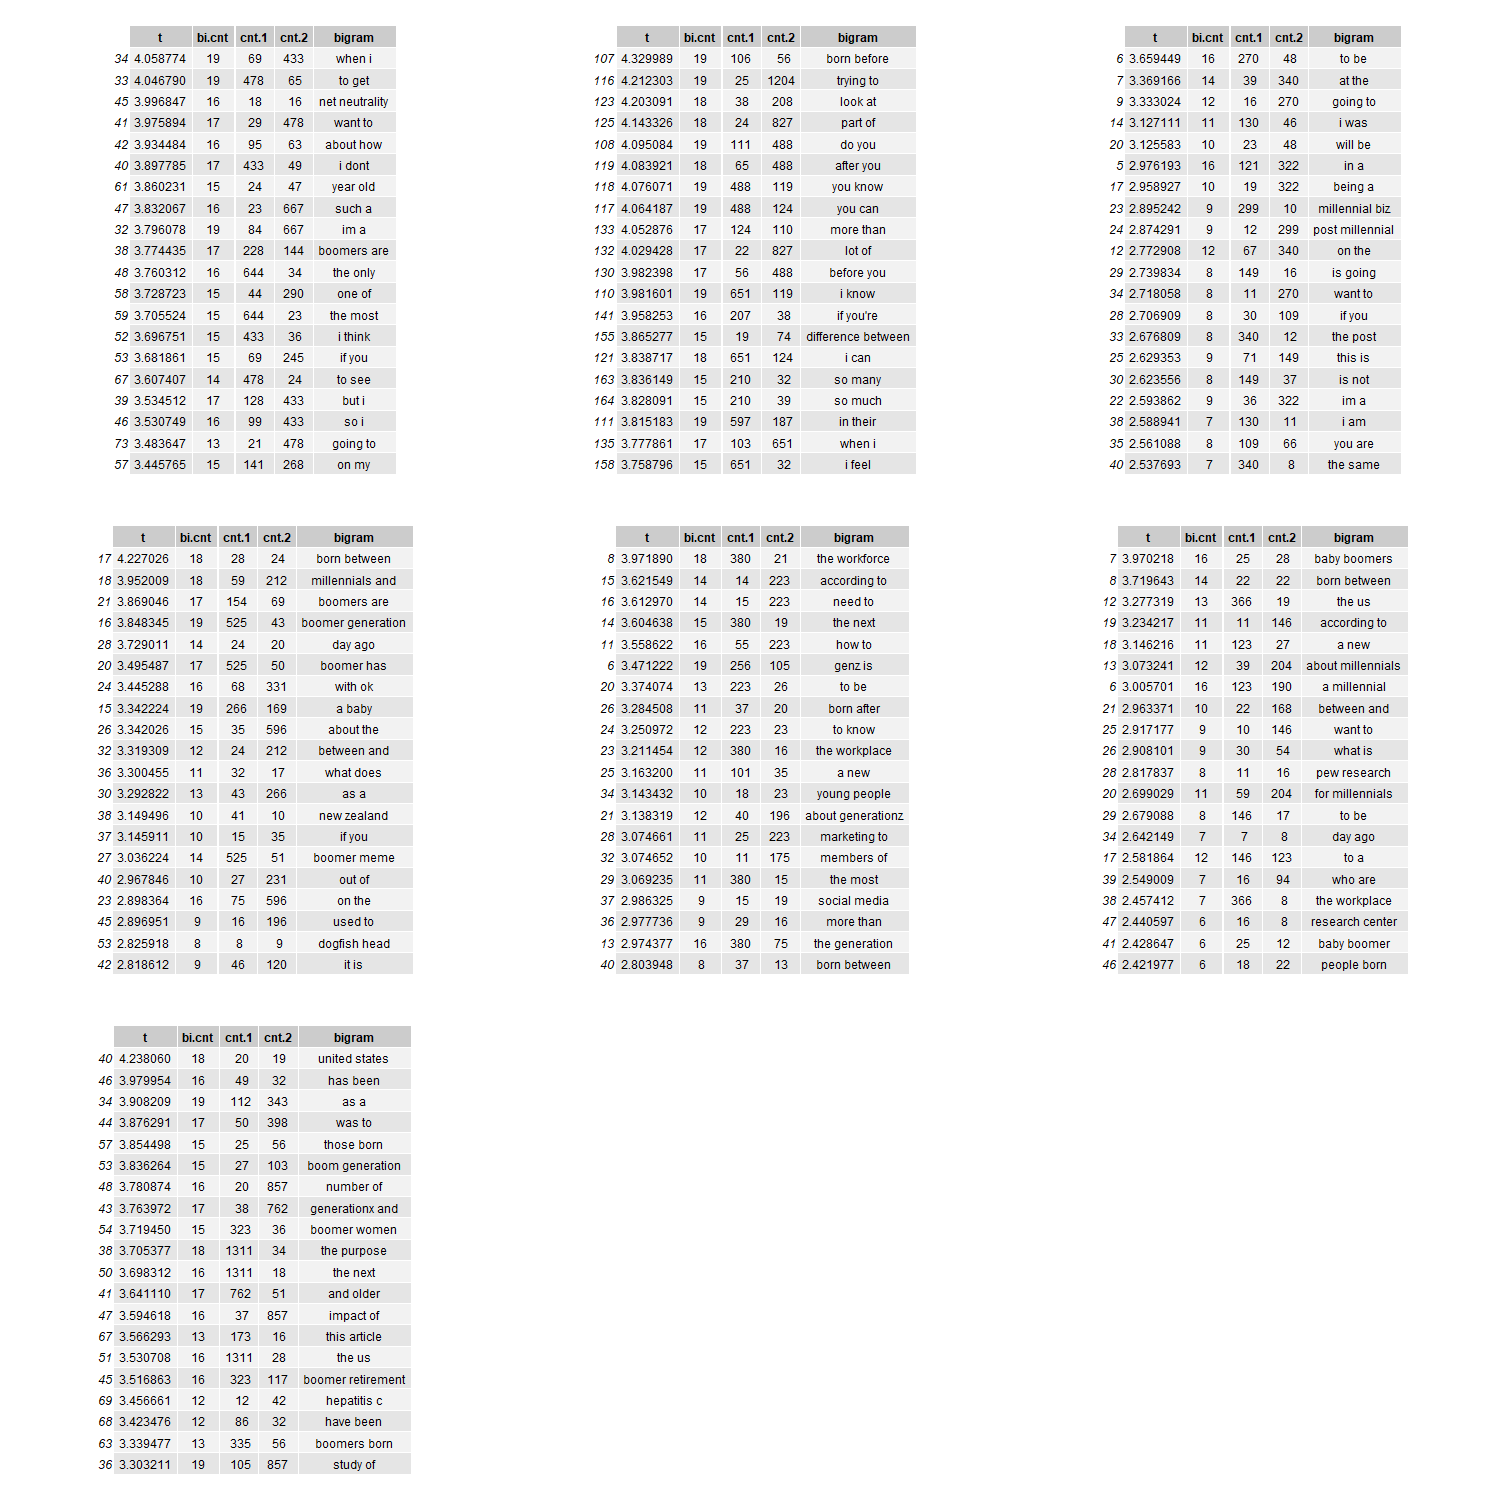 t bi.cnt cnt.1 cnt.2 bigram
34 4.058774 19 69 433 when i
33 4.046790 19 478 65 to get
45 3.996847 16 18 16 net neutrality
41 3.975894 17 29 478 want to
42 3.934484 16 95 63 about how
40 3.897785 17 433 49 i dont
61 3.860231 15 24 47 year old
47 3.832067 16 23 667 such a
32 3.796078 19 84 667 im a
38 3.774435 17 228 144 boomers are
48 3.760312 16 644 34 the only
58 3.728723 15 44 290 one of
59 3.705524 15 644 23 the most
52 3.696751 15 433 36 i think
53 3.681861 15 69 245 if you
67 3.607407 14 478 24 to see
39 3.534512 17 128 433 but i
46 3.530749 16 99 433 so i
73 3.483647 13 21 478 going to
57 3.445765 15 141 268 on my
t bi.cnt cnt.1 cnt.2 bigram
107 4.329989 19 106 56 born before
116 4.212303 19 25 1204 trying to
123 4.203091 18 38 208 look at
125 4.143326 18 24 827 part of
108 4.095084 19 111 488 do you
119 4.083921 18 65 488 after you
118 4.076071 19 488 119 you know
117 4.064187 19 488 124 you can
133 4.052876 17 124 110 more than
132 4.029428 17 22 827 lot of
130 3.982398 17 56 488 before you
110 3.981601 19 651 119 i know
141 3.958253 16 207 38 if you're
155 3.865277 15 19 74 difference between
121 3.838717 18 651 124 i can
163 3.836149 15 210 32 so many
164 3.828091 15 210 39 so much
111 3.815183 19 597 187 in their
135 3.777861 17 103 651 when i
158 3.758796 15 651 32 i feel
t bi.cnt cnt.1 cnt.2 bigram
6 3.659449 16 270 48 to be
7 3.369166 14 39 340 at the
9 3.333024 12 16 270 going to
14 3.127111 11 130 46 i was
20 3.125583 10 23 48 will be
5 2.976193 16 121 322 in a
17 2.958927 10 19 322 being a
23 2.895242 9 299 10 millennial biz
24 2.874291 9 12 299 post millennial
12 2.772908 12 67 340 on the
29 2.739834 8 149 16 is going
34 2.718058 8 11 270 want to
28 2.706909 8 30 109 if you
33 2.676809 8 340 12 the post
25 2.629353 9 71 149 this is
30 2.623556 8 149 37 is not
22 2.593862 9 36 322 im a
38 2.588941 7 130 11 i am
35 2.561088 8 109 66 you are
40 2.537693 7 340 8 the same
t bi.cnt cnt.1 cnt.2 bigram
17 4.227026 18 28 24 born between
18 3.952009 18 59 212 millennials and
21 3.869046 17 154 69 boomers are
16 3.848345 19 525 43 boomer generation
28 3.729011 14 24 20 day ago
20 3.495487 17 525 50 boomer has
24 3.445288 16 68 331 with ok
15 3.342224 19 266 169 a baby
26 3.342026 15 35 596 about the
32 3.319309 12 24 212 between and
36 3.300455 11 32 17 what does
30 3.292822 13 43 266 as a
38 3.149496 10 41 10 new zealand
37 3.145911 10 15 35 if you
27 3.036224 14 525 51 boomer meme
40 2.967846 10 27 231 out of
23 2.898364 16 75 596 on the
45 2.896951 9 16 196 used to
53 2.825918 8 8 9 dogfish head
42 2.818612 9 46 120 it is
t bi.cnt cnt.1 cnt.2 bigram
8 3.971890 18 380 21 the workforce
15 3.621549 14 14 223 according to
16 3.612970 14 15 223 need to
14 3.604638 15 380 19 the next
11 3.558622 16 55 223 how to
6 3.471222 19 256 105 genz is
20 3.374074 13 223 26 to be
26 3.284508 11 37 20 born after
24 3.250972 12 223 23 to know
23 3.211454 12 380 16 the workplace
25 3.163200 11 101 35 a new
34 3.143432 10 18 23 young people
21 3.138319 12 40 196 about generationz
28 3.074661 11 25 223 marketing to
32 3.074652 10 11 175 members of
29 3.069235 11 380 15 the most
37 2.986325 9 15 19 social media
36 2.977736 9 29 16 more than
13 2.974377 16 380 75 the generation
40 2.803948 8 37 13 born between
t bi.cnt cnt.1 cnt.2 bigram
7 3.970218 16 25 28 baby boomers
8 3.719643 14 22 22 born between
12 3.277319 13 366 19 the us
19 3.234217 11 11 146 according to
18 3.146216 11 123 27 a new
13 3.073241 12 39 204 about millennials
6 3.005701 16 123 190 a millennial
21 2.963371 10 22 168 between and
25 2.917177 9 10 146 want to
26 2.908101 9 30 54 what is
28 2.817837 8 11 16 pew research
20 2.699029 11 59 204 for millennials
29 2.679088 8 146 17 to be
34 2.642149 7 7 8 day ago
17 2.581864 12 146 123 to a
39 2.549009 7 16 94 who are
38 2.457412 7 366 8 the workplace
47 2.440597 6 16 8 research center
41 2.428647 6 25 12 baby boomer
46 2.421977 6 18 22 people born
t bi.cnt cnt.1 cnt.2 bigram
40 4.238060 18 20 19 united states
46 3.979954 16 49 32 has been
34 3.908209 19 112 343 as a
44 3.876291 17 50 398 was to
57 3.854498 15 25 56 those born
53 3.836264 15 27 103 boom generation
48 3.780874 16 20 857 number of
43 3.763972 17 38 762 generationx and
54 3.719450 15 323 36 boomer women
38 3.705377 18 1311 34 the purpose
50 3.698312 16 1311 18 the next
41 3.641110 17 762 51 and older
47 3.594618 16 37 857 impact of
67 3.566293 13 173 16 this article
51 3.530708 16 1311 28 the us
45 3.516863 16 323 117 boomer retirement
69 3.456661 12 12 42 hepatitis c
68 3.423476 12 86 32 have been
63 3.339477 13 335 56 boomers born
36 3.303211 19 105 857 study of